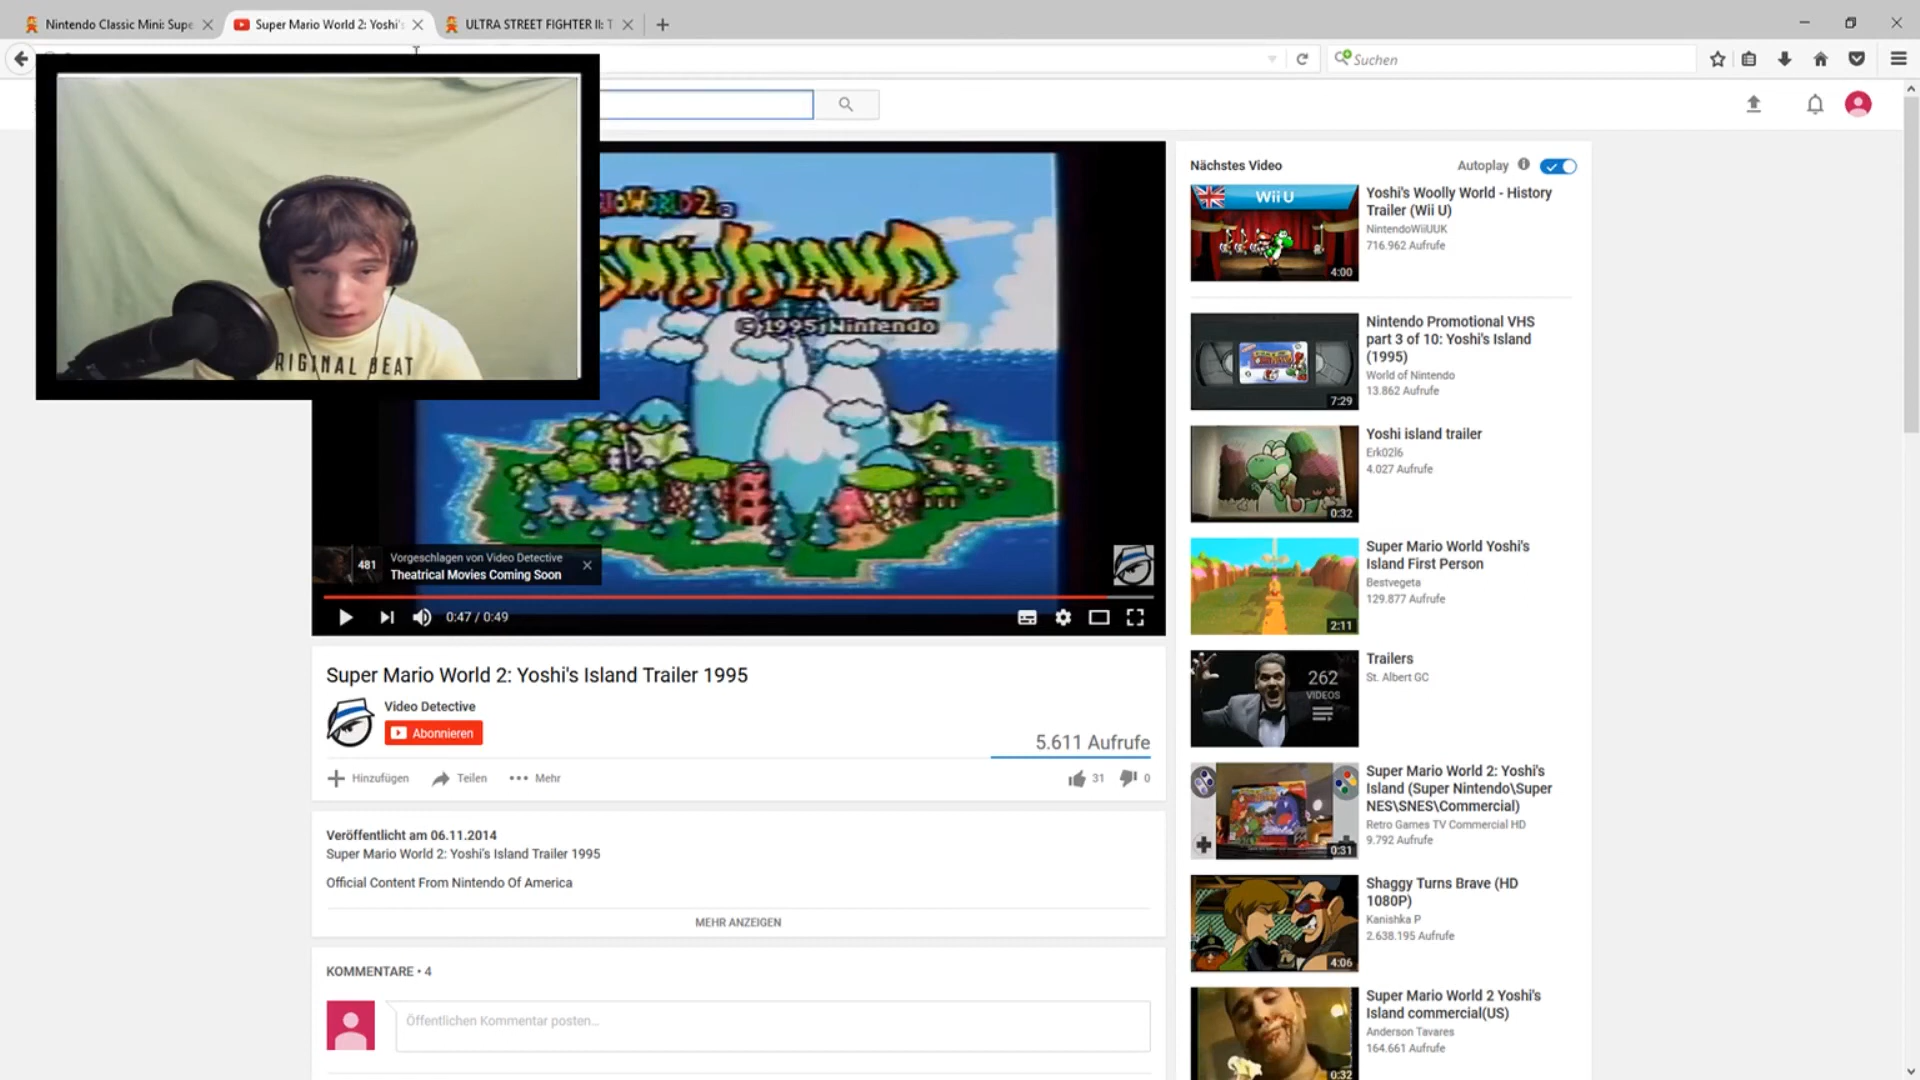 Nintendo Classic Mini: Supe
Super Mario World 2: Yoshi's
ULTRA STREET FIGHTER II: T
Suchen
ORIGINAL BEAT
©1995 Nintendo
481
Vorgeschlagen von Video Detective
Theatrical Movies Coming Soon
0:47 / 0:49
Super Mario World 2: Yoshi's Island Trailer 1995
Video Detective
Abonnieren
5.611 Aufrufe
Hinzufügen
Teilen
Mehr
31
0
Veröffentlicht am 06.11.2014
Super Mario World 2: Yoshi's Island Trailer 1995
Official Content From Nintendo Of America
MEHR ANZEIGEN
KOMMENTARE • 4
Öffentlichen Kommentar posten...
Nächstes Video
Autoplay
Wii U
4:00
Yoshi's Woolly World - History
Trailer (Wii U)
NintendoWiiUUK
716.962 Aufrufe
7:29
Nintendo Promotional VHS
part 3 of 10: Yoshi's Island
(1995)
World of Nintendo
13.862 Aufrufe
0:32
Yoshi island trailer
Erk02l6
4.027 Aufrufe
2:11
Super Mario World Yoshi's
Island First Person
Bestvegeta
129.877 Aufrufe
262
VIDEOS
Trailers
St. Albert GC
0:31
Super Mario World 2: Yoshi's
Island (Super Nintendo\Super
NES\SNES\Commercial)
Retro Games TV Commercial HD
9.792 Aufrufe
4:06
Shaggy Turns Brave (HD
1080P)
Kanishka P
2.638.195 Aufrufe
0:32
Super Mario World 2 Yoshi's
Island commercial(US)
Anderson Tavares
164.661 Aufrufe